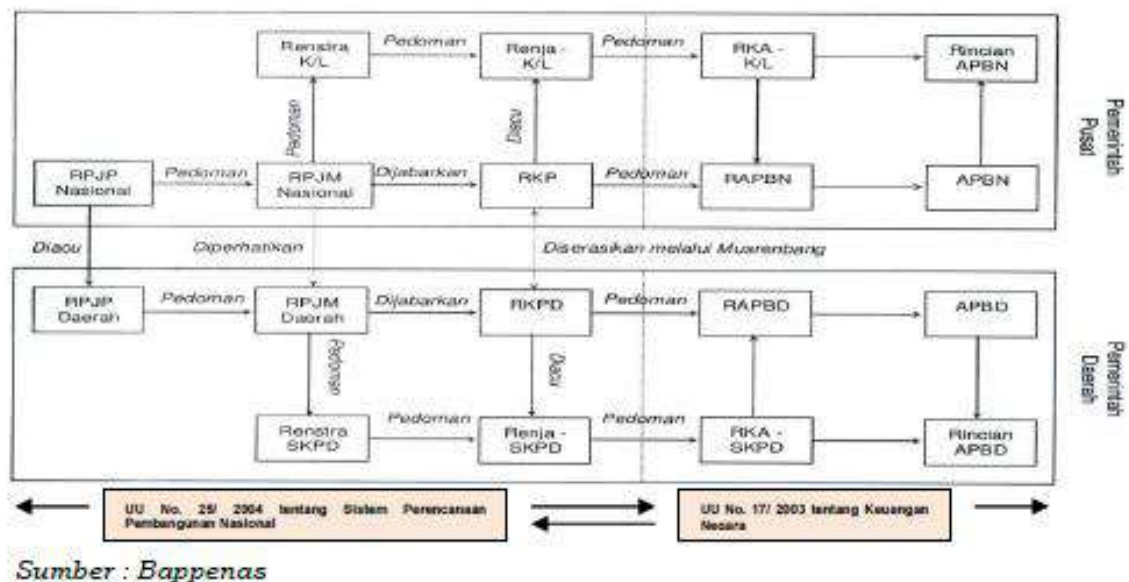 Renstra
K/L
Pedoman
Renja -
K/L
Pedoman
RKA -
K/L
Rincian
APBN
Pedoman
Diacu
Pemerintah
Pusat
RPJP
Nasional
Pedoman
RPJM
Nasional
Dijabarkan
RKP
Pedoman
RAPBN
APBN
Diacu
Diperhatikan
Diserasikan melalui Musrenbang
RPJP
Daerah
Pedoman
RPJM
Daerah
Dijabarkan
RKPD
Pedoman
RAPBD
APBD
Pedoman
Diacu
Pemerintah
Daerah
Renstra
SKPD
Pedoman
Renja -
SKPD
Pedoman
RKA -
SKPD
Rincian
APBD
UU No. 25/ 2004 tentang Sistem Perencanaan
Pembangunan Nasional
UU No. 17/ 2003 tentang Keuangan
Negara
Sumber : Bappenas